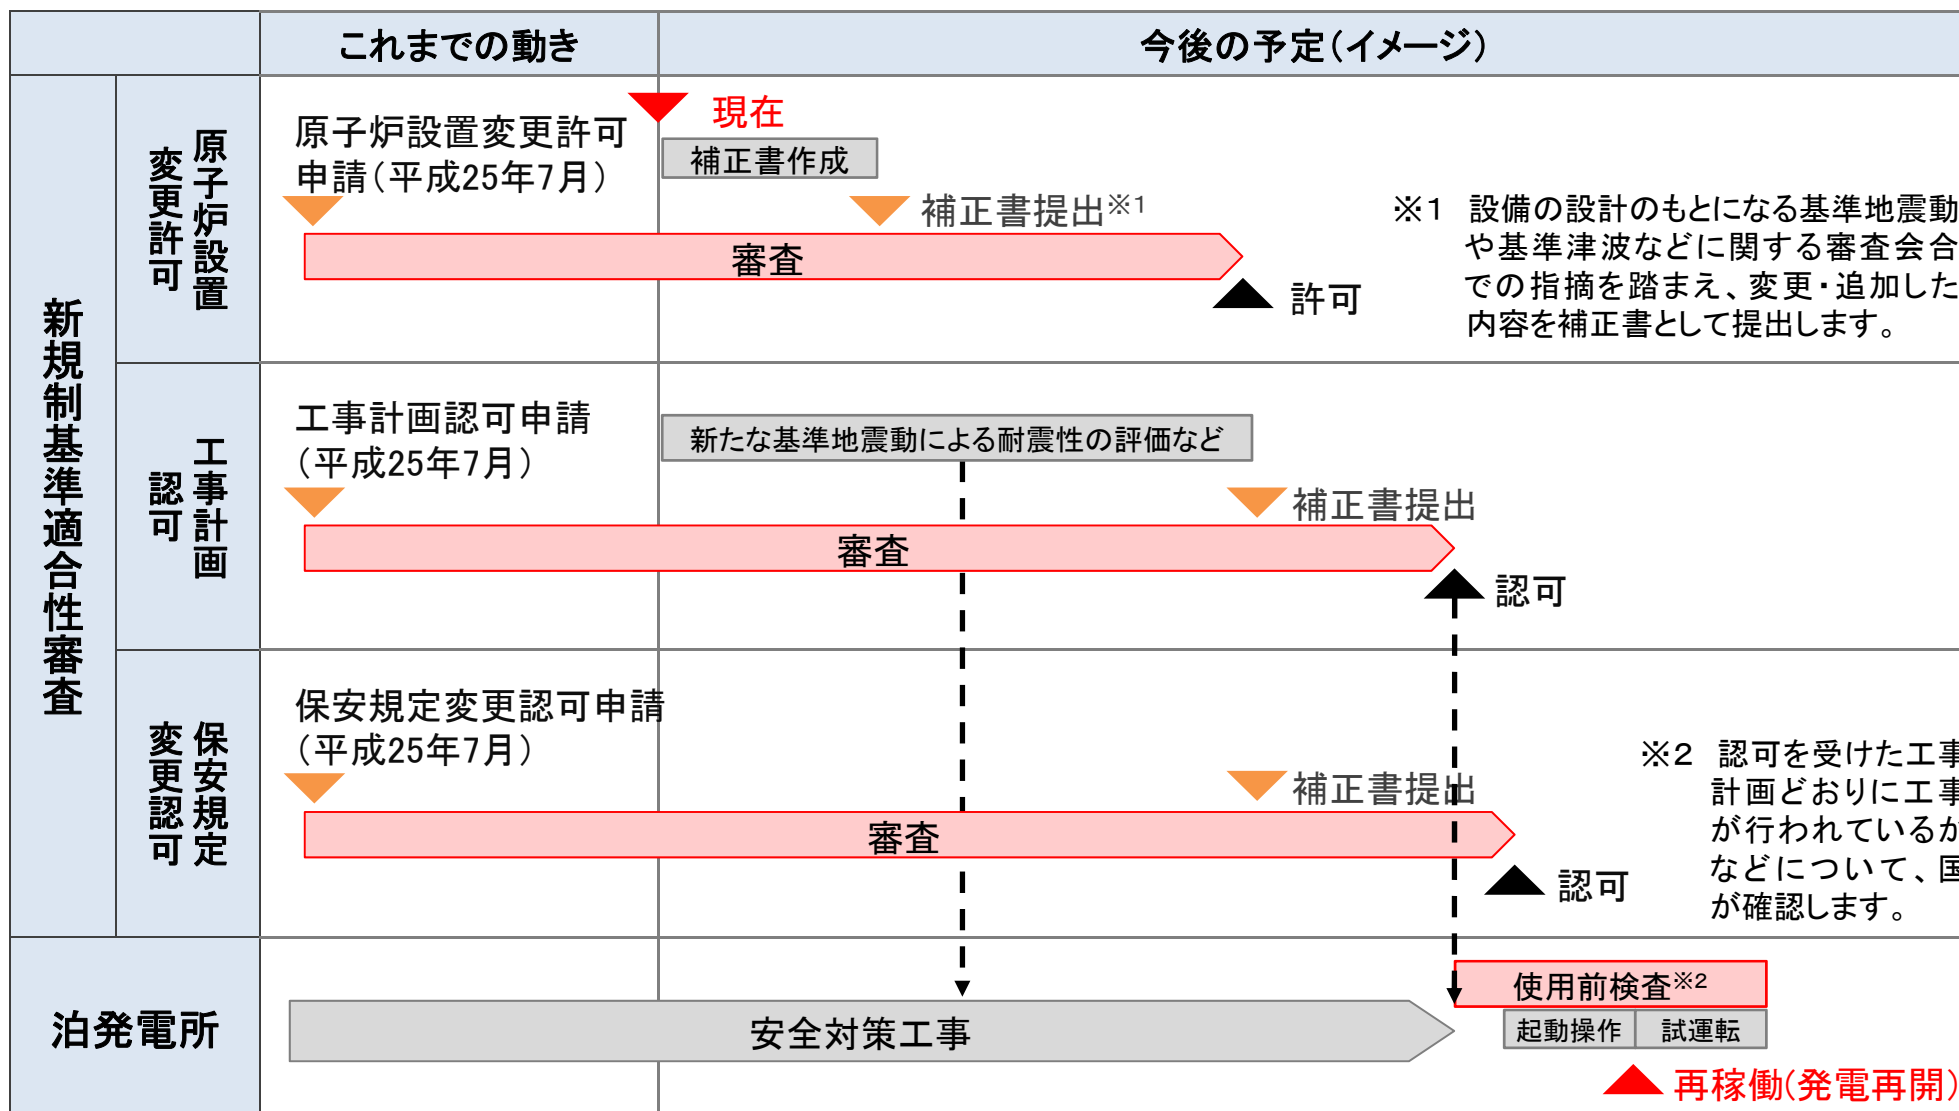 これまでの動き
今後の予定(イメージ)
新規制基準適合性審査
原子炉設置
変更許可
原子炉設置変更許可
申請(平成25年7月)
現在
補正書作成
補正書提出※1
審査
許可
※1 設備の設計のもとになる基準地震動
や基準津波などに関する審査会合
での指摘を踏まえ、変更・追加した
内容を補正書として提出します。
工事計画
認可
工事計画認可申請
(平成25年7月)
新たな基準地震動による耐震性の評価など
補正書提出
審査
認可
保安規定
変更認可
保安規定変更認可申請
(平成25年7月)
補正書提出
審査
認可
※2 認可を受けた工事
計画どおりに工事
が行われているか
などについて、国
が確認します。
泊発電所
安全対策工事
使用前検査※2
起動操作
試運転
再稼働(発電再開)